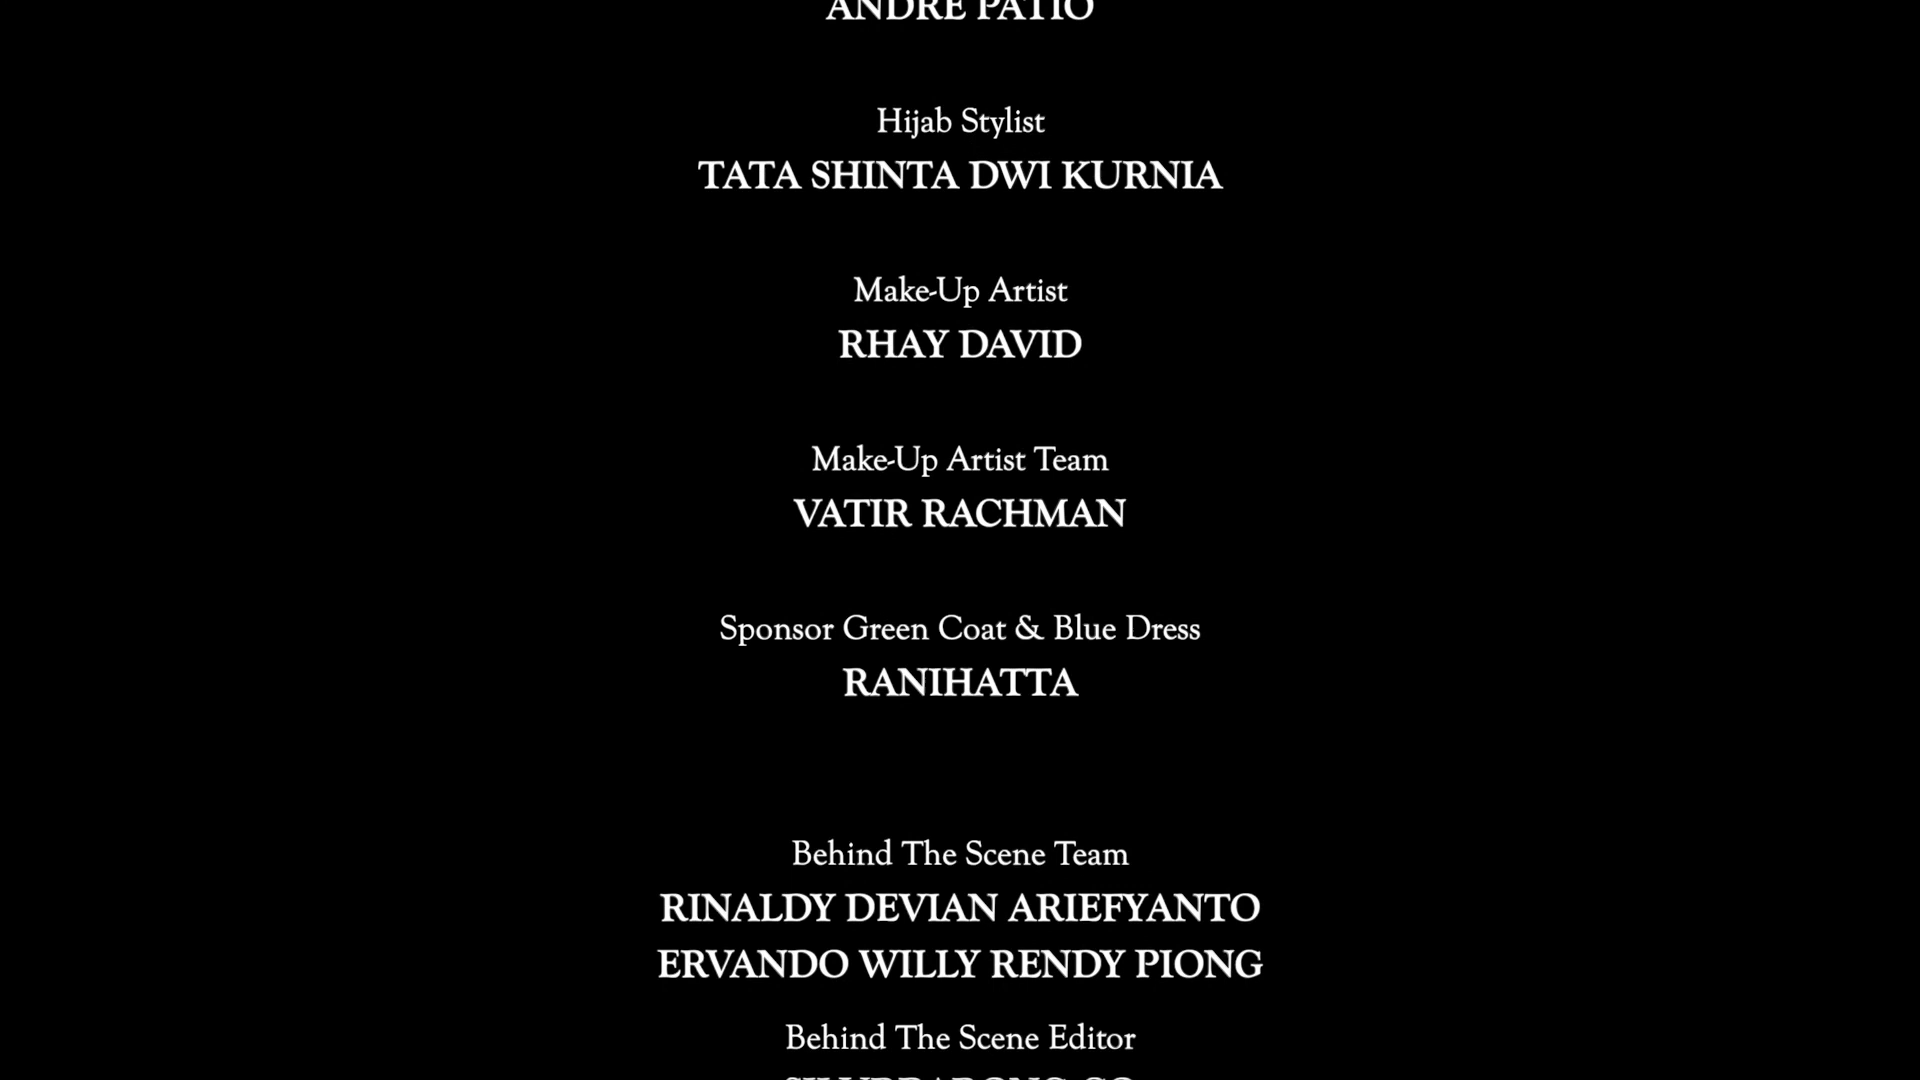 ANDRE PATIO
Hijab Stylist
TATA SHINTA DWI KURNIA
Make-Up Artist
RHAY DAVID
Make-Up Artist Team
VATIR RACHMAN
Sponsor Green Coat & Blue Dress
RANIHATTA
Behind The Scene Team
RINALDY DEVIAN ARIEFYANTO
ERVANDO WILLY RENDY PIONG
Behind The Scene Editor